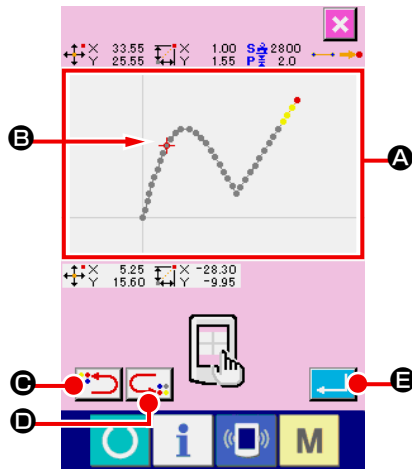 X 33.55 X 1.00 S 2800
Y 25.55 Y 1.55 P 2.0
B
A
X 5.25 X -28.30
Y 15.60 Y -9.95
C
E
D
i M